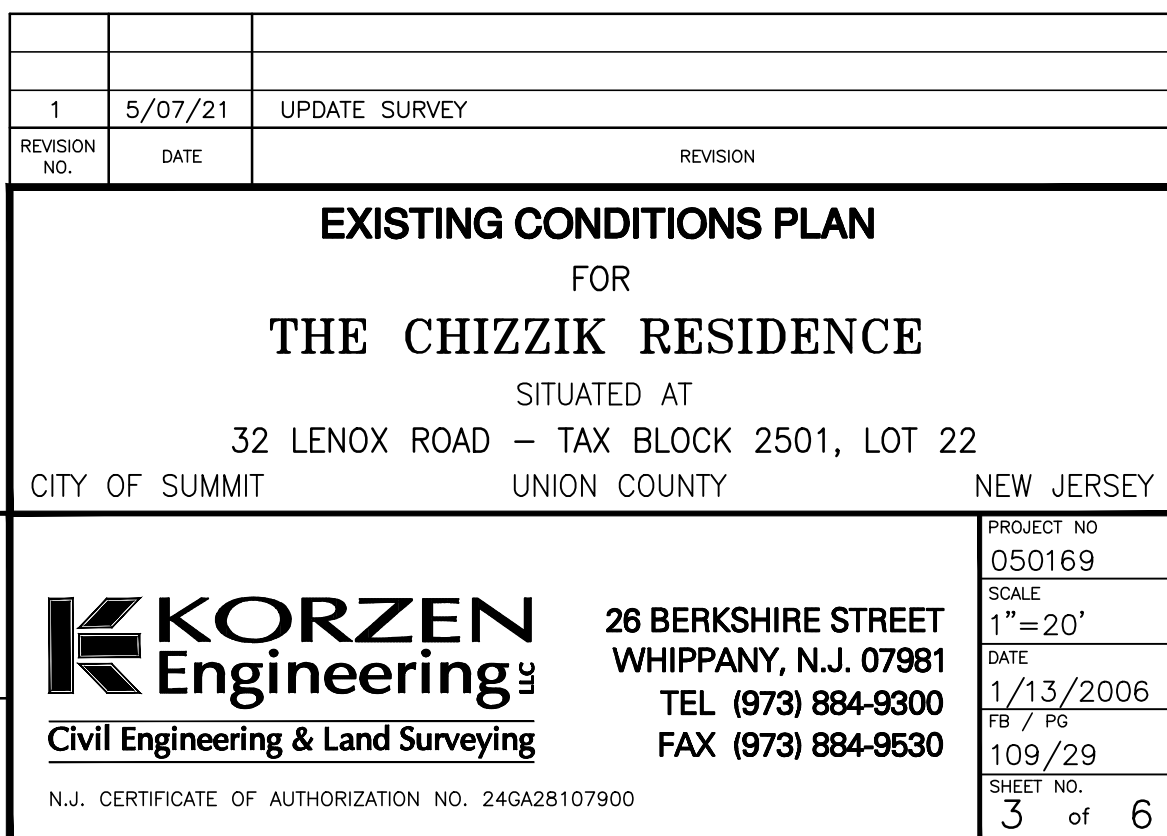 1 5/07/21 UPDATE SURVEY
REVISION NO. DATE REVISION
EXISTING CONDITIONS PLAN
FOR
THE CHIZZIK RESIDENCE
SITUATED AT
32 LENOX ROAD – TAX BLOCK 2501, LOT 22
CITY OF SUMMIT UNION COUNTY NEW JERSEY
KORZEN
Engineering LLC
Civil Engineering & Land Surveying
N.J. CERTIFICATE OF AUTHORIZATION NO. 24GA28107900
26 BERKSHIRE STREET
WHIPPANY, N.J. 07981
TEL (973) 884-9300
FAX (973) 884-9530
PROJECT NO
050169
SCALE
1"=20'
DATE
1/13/2006
FB / PG
109/29
SHEET NO.
3 of 6